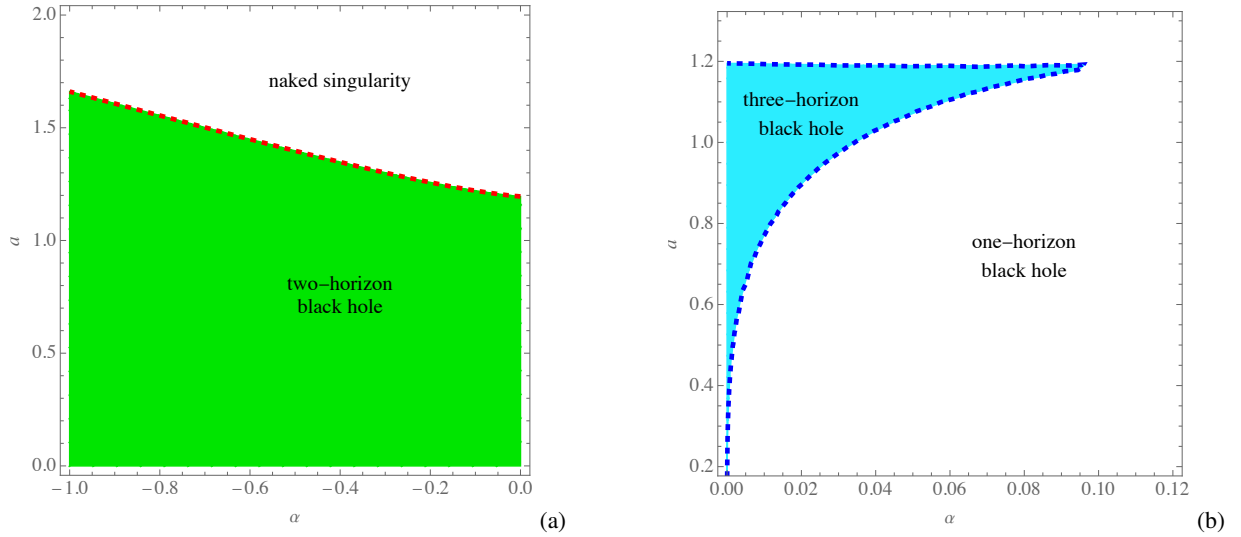 2.0
1.5
1.0
0.5
0.0
a
naked singularity
two−horizon
black hole
−1.0 −0.8 −0.6 −0.4 −0.2 0.0
α
(a)
1.2
1.0
0.8
0.6
0.4
0.2
a
three−horizon
black hole
one−horizon
black hole
0.00 0.02 0.04 0.06 0.08 0.10 0.12
α
(b)